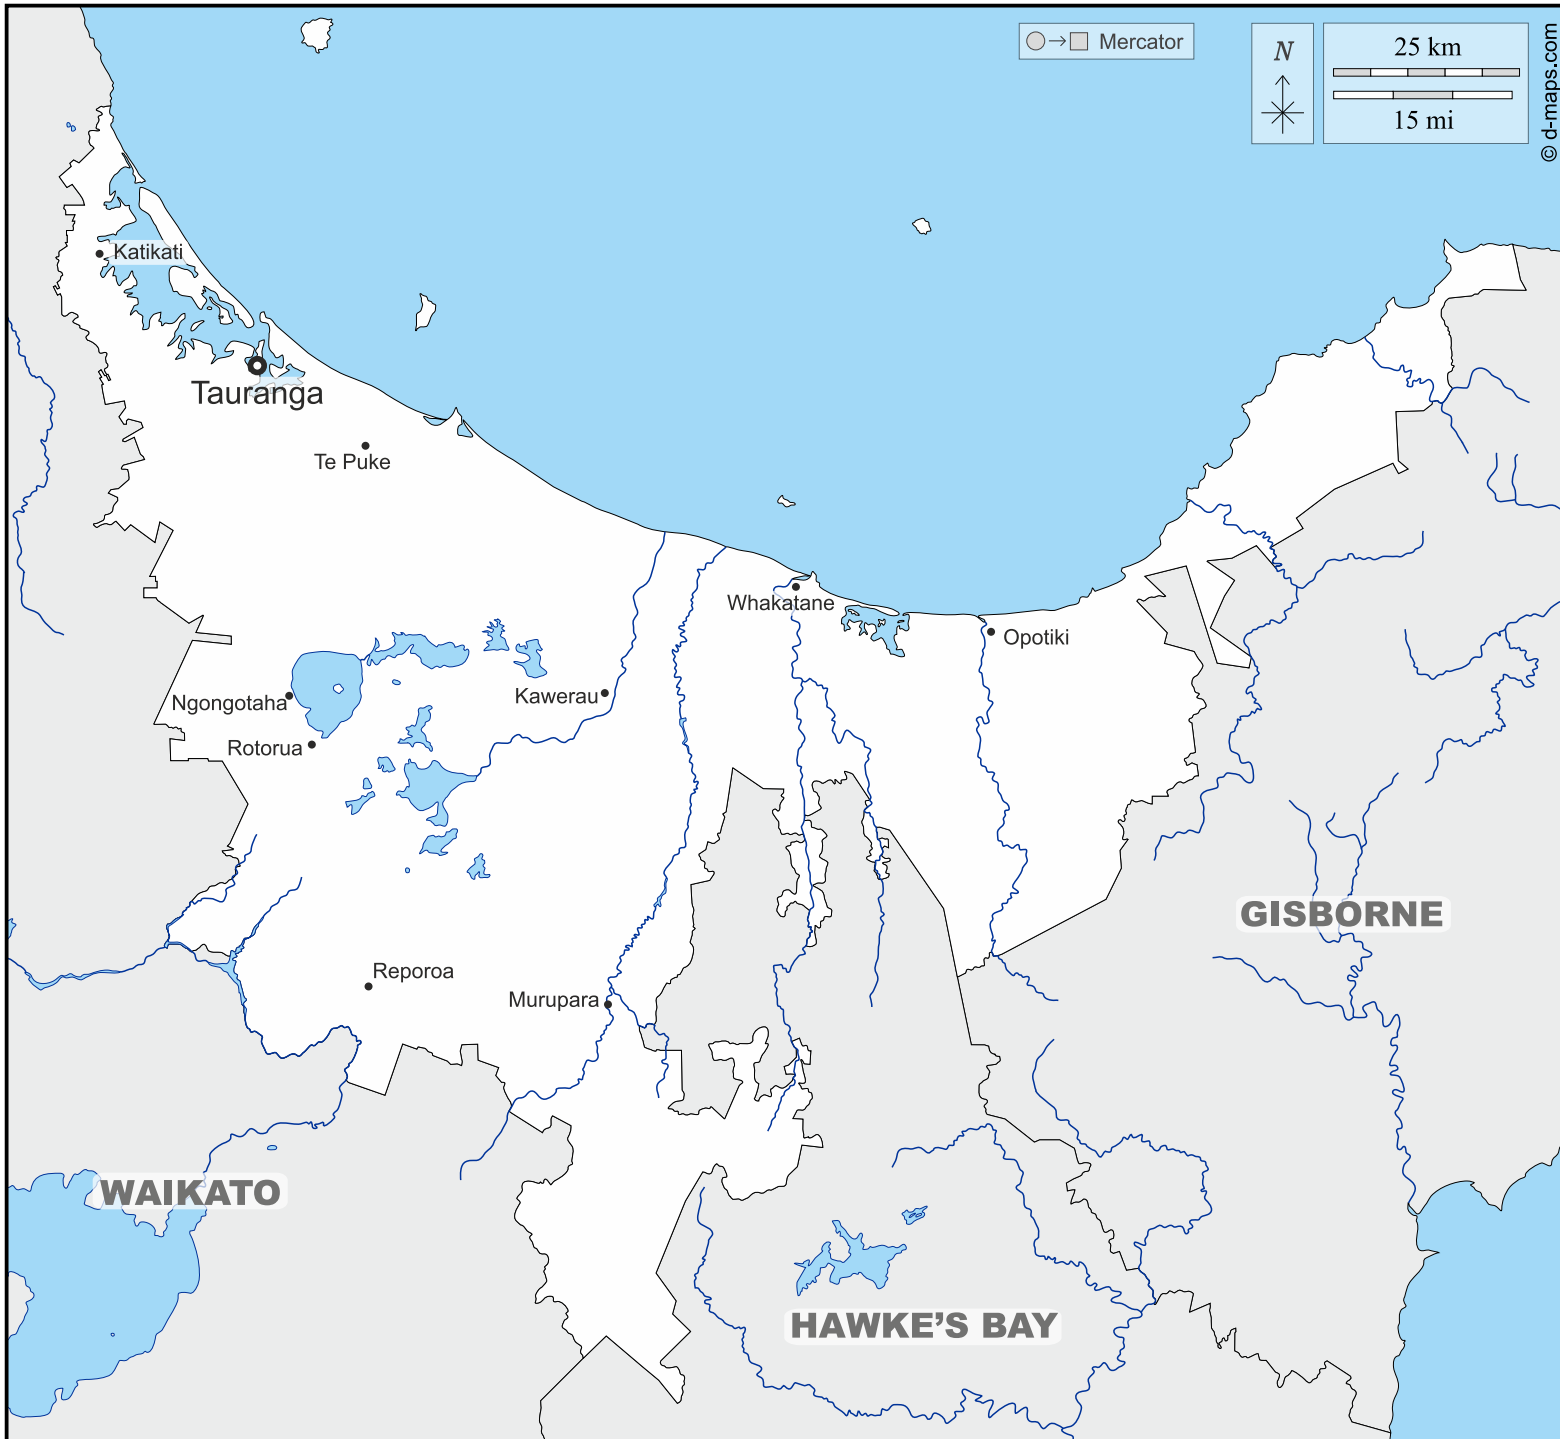 Mercator
N
25 km
15 mi
© d-maps.com
Katikati
Tauranga
Te Puke
Whakatane
Opotiki
Ngongotaha
Kawerau
Rotorua
GISBORNE
Reporoa
Murupara
WAIKATO
HAWKE'S BAY